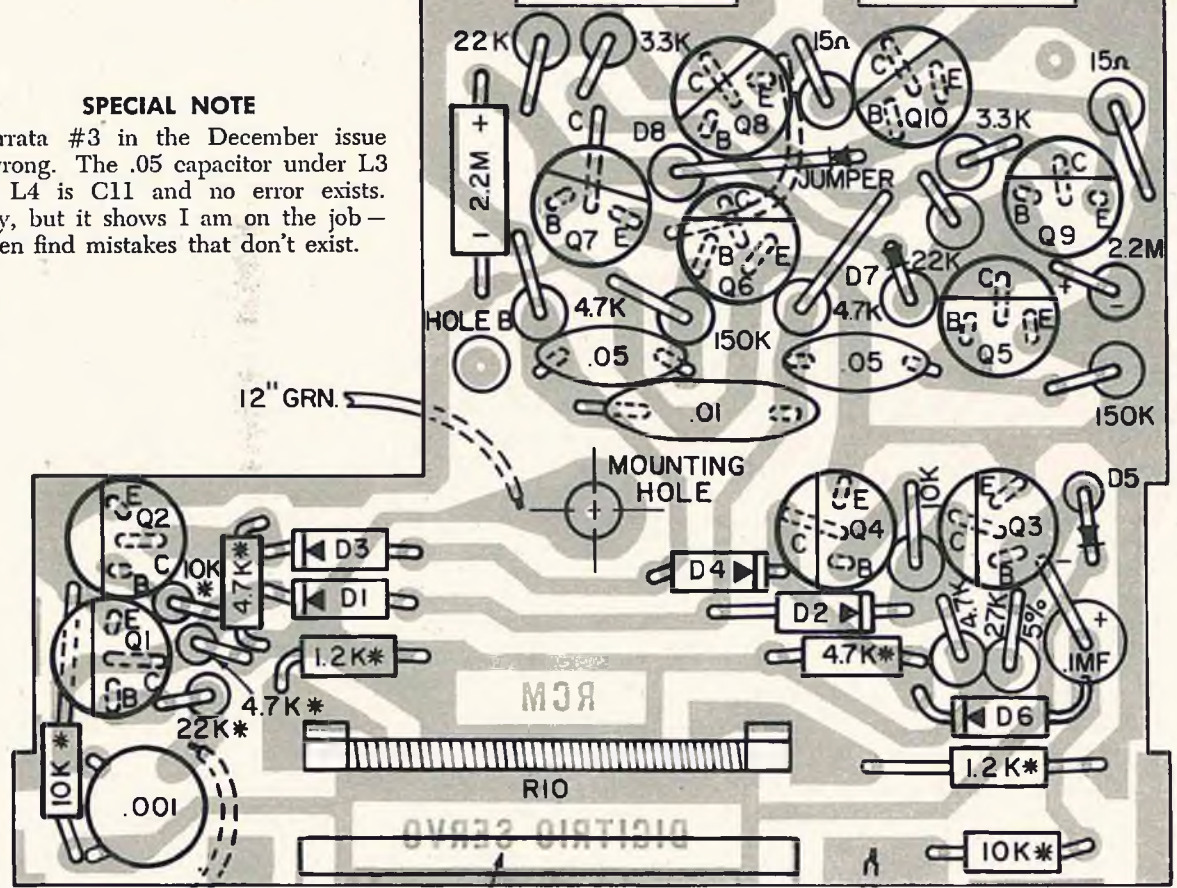 SPECIAL NOTE
rrata #3 in the December issue
rong. The .05 capacitor under L3
L4 is C11 and no error exists.
y, but it shows I am on the job –
en find mistakes that don't exist.
22K
3.3K
15Ω
15Ω
C
E
B
Q8
C
E
B
Q10
3.3K
C
D8
JUMPER
+
2.2M
B
Q7
E
B
E
Q6
C
B
E
Q9
2.2M
+
-
D7
22K
C
B
E
Q5
HOLE B
4.7K
150K
4.7K
.05
.05
150K
12" GRN.
.01
MOUNTING
HOLE
E
Q2
C
B
10K
*
4.7K*
D3
D1
E
Q1
C
B
1.2K*
4.7K*
22K*
10K*
.001
D4
D2
4.7K*
E
Q4
C
B
10K
E
Q3
C
B
D5
-
4.7K
27K
5%
+
.1MF
D6
1.2K*
10K*
RCM
R10
DIGITRIO SERVO